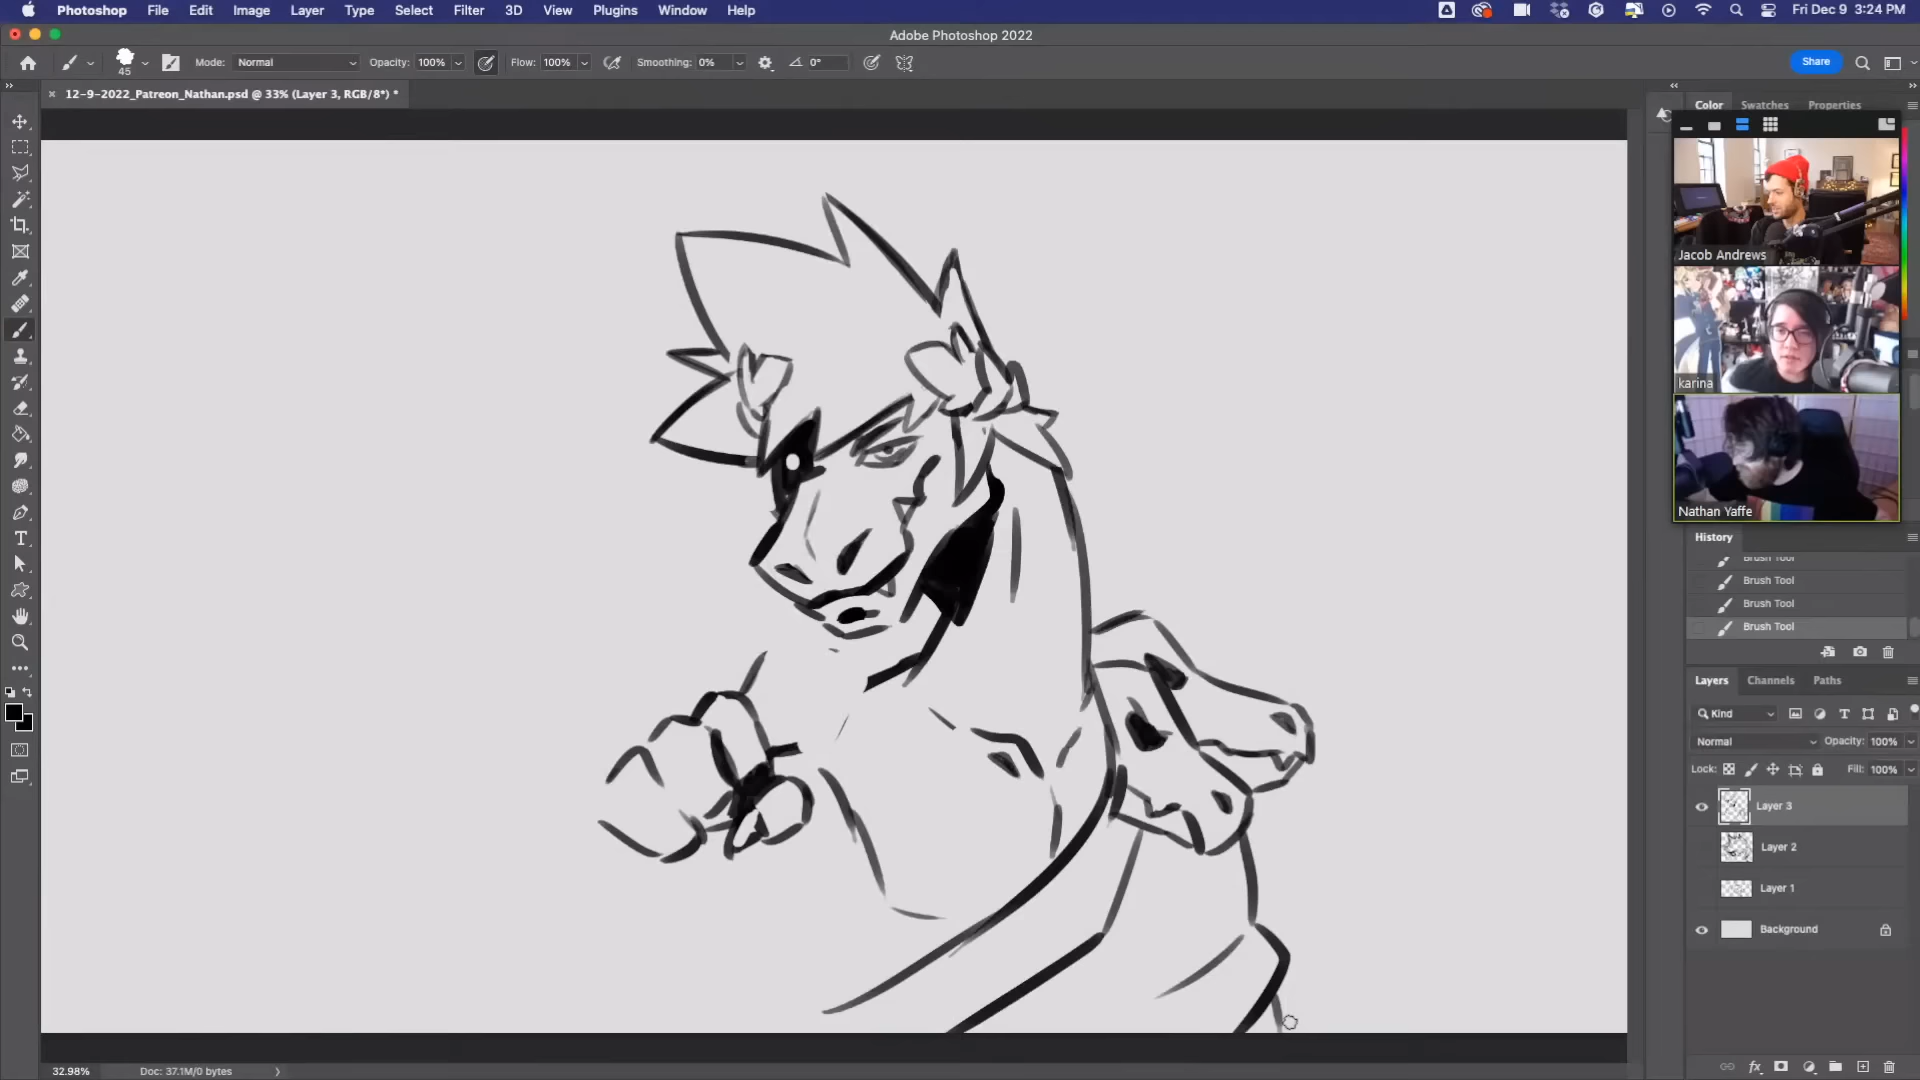 Photoshop File Edit Image Layer Type Select Filter 3D View Plugins Window Help Fri Dec 9 3:24 PM
Adobe Photoshop 2022
45 Mode: Normal Opacity: 100% Flow: 100% Smoothing: 0% 0° Share
12-9-2022_Patreon_Nathan.psd @ 33% (Layer 3, RGB/8*) *
Color Swatches Properties
Jacob Andrews
karina
Nathan Yaffe
History
Brush Tool
Brush Tool
Brush Tool
Brush Tool
Layers Channels Paths
Kind
Normal Opacity: 100%
Lock: Fill: 100%
Layer 3
Layer 2
Layer 1
Background
32.98% Doc: 37.1M/0 bytes